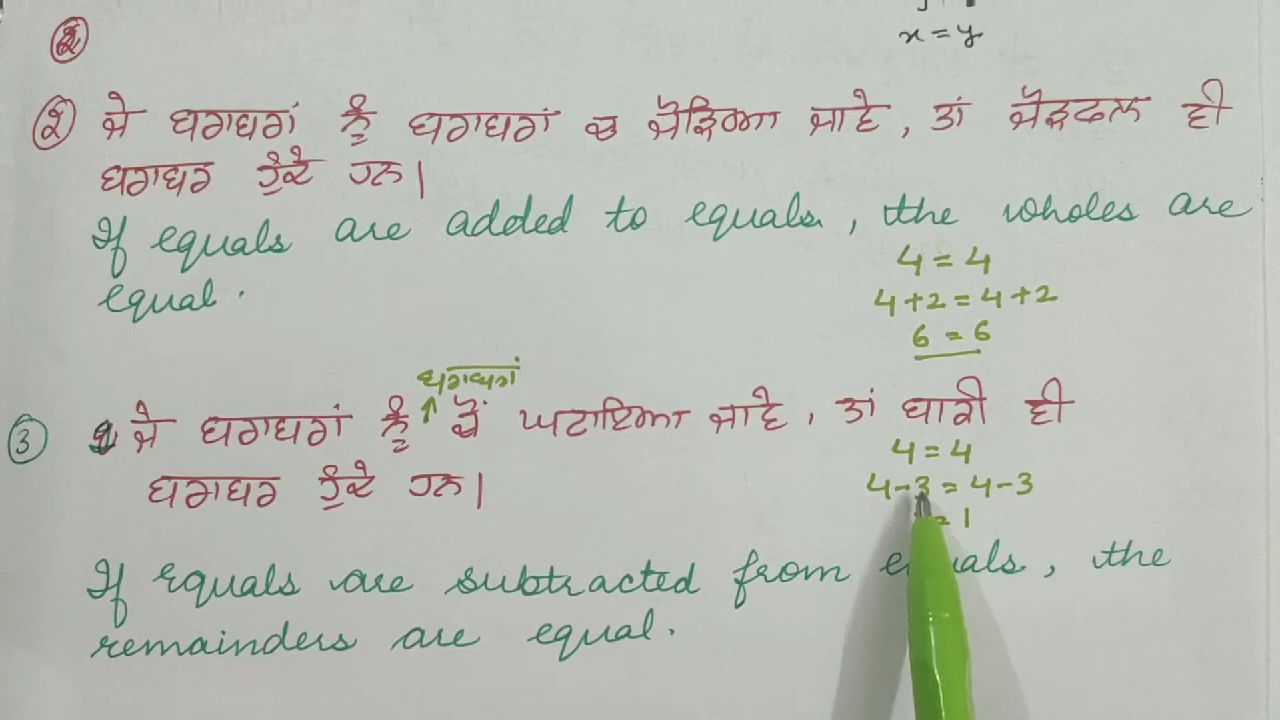 x = y
(2) ਜੇ ਬਰਾਬਰਾਂ ਨੂੰ ਬਰਾਬਰਾਂ ਚ ਜੋੜਿਆ ਜਾਵੇ, ਤਾਂ ਜੋੜਫਲ ਵੀ
ਬਰਾਬਰ ਹੁੰਦੇ ਹਨ।
If equals are added to equals, the wholes are
equal.
4 = 4
4+2 = 4+2
6 = 6
ਬਰਾਬਰਾਂ
(3) ਜੇ ਬਰਾਬਰਾਂ ਨੂੰ ↑ ਚੋਂ ਘਟਾਇਆ ਜਾਵੇ, ਤਾਂ ਬਾਕੀ ਵੀ
4 = 4
ਬਰਾਬਰ ਹੁੰਦੇ ਹਨ।
4-3 = 4-3
= 1
If equals are subtracted from equals, the
remainders are equal.